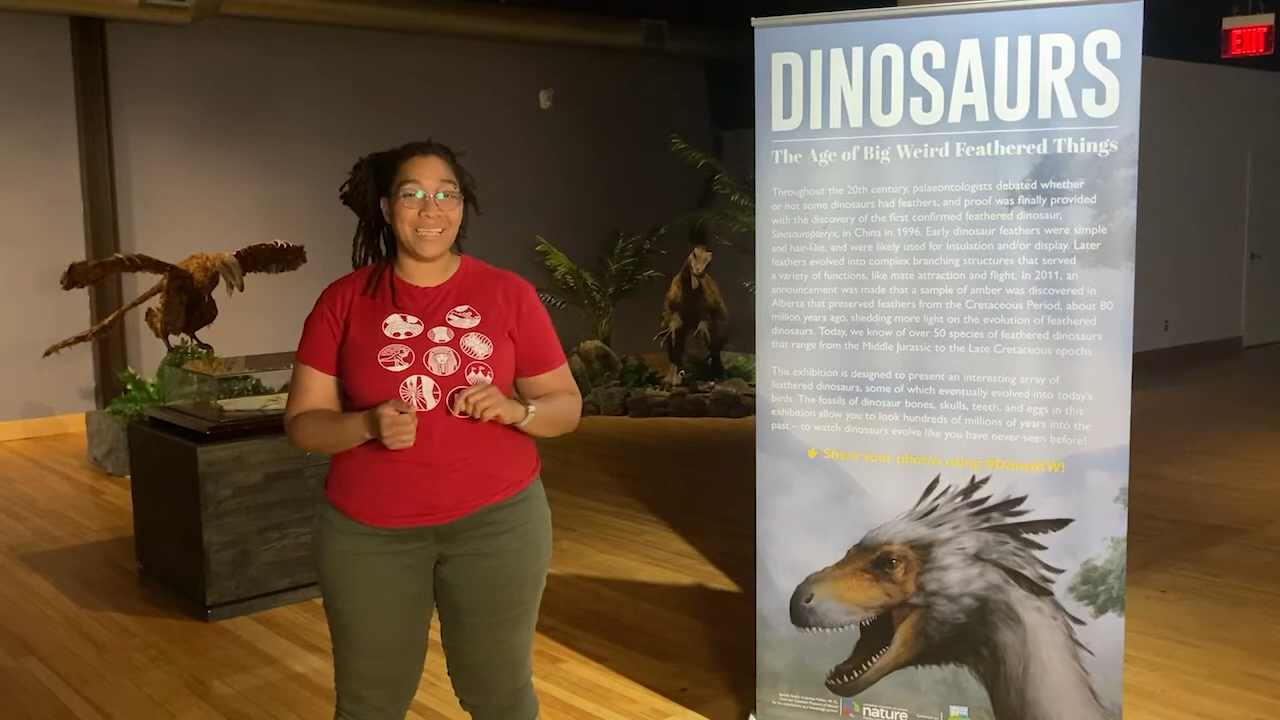 EXIT
DINOSAURS
The Age of Big Weird Feathered Things
Throughout the 20th century, palaeontologists debated whether
or not some dinosaurs had feathers, and proof was finally provided
with the discovery of the first confirmed feathered dinosaur,
Sinosauropteryx, in China in 1996. Early dinosaur feathers were simple
and hair-like, and were likely used for insulation and/or display. Later
feathers evolved into complex branching structures that served
a variety of functions, like mate attraction and flight. In 2011, an
announcement was made that a sample of amber was discovered in
Alberta that preserved feathers from the Cretaceous Period, about 80
million years ago, shedding more light on the evolution of feathered
dinosaurs. Today, we know of over 50 species of feathered dinosaurs
that range from the Middle Jurassic to the Late Cretaceous epochs.
This exhibition is designed to present an interesting array of
feathered dinosaurs, some of which eventually evolved into today's
birds. The fossils of dinosaur bones, skulls, teeth, and eggs in this
exhibition allow you to look hundreds of millions of years into the
past – to watch dinosaurs evolve like you have never seen before!
Share your photos using #DinosKW!
nature